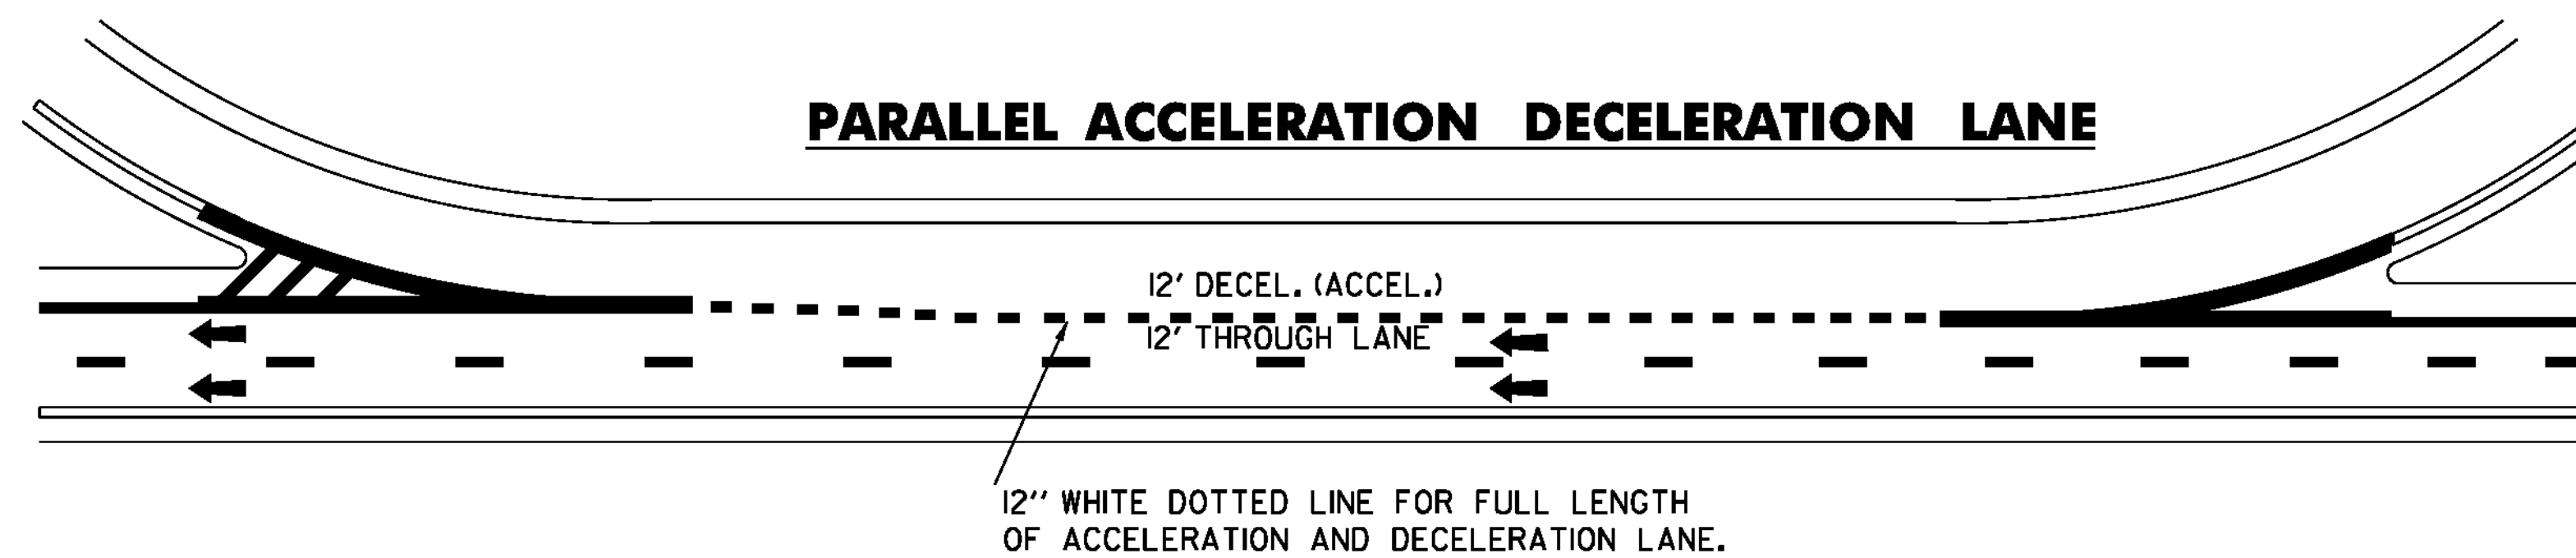 PARALLEL ACCELERATION DECELERATION LANE
12' DECEL. (ACCEL.)
12' THROUGH LANE
12'' WHITE DOTTED LINE FOR FULL LENGTH
OF ACCELERATION AND DECELERATION LANE.